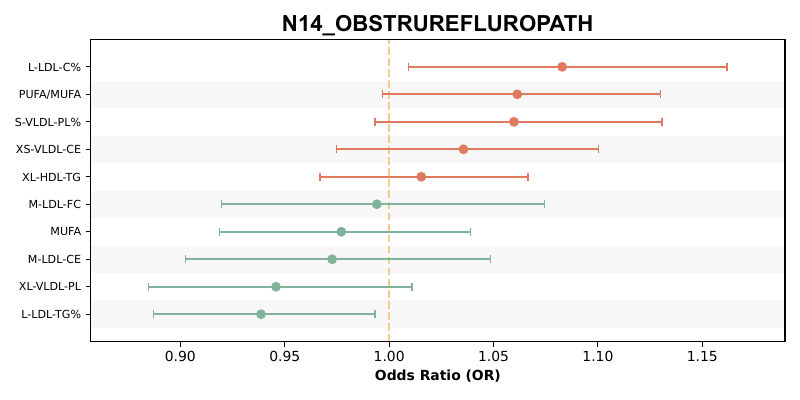 N14_OBSTRUREFLUROPATH
L-LDL-C%
PUFA/MUFA
S-VLDL-PL%
XS-VLDL-CE
XL-HDL-TG
M-LDL-FC
MUFA
M-LDL-CE
XL-VLDL-PL
L-LDL-TG%
0.90 0.95 1.00 1.05 1.10 1.15
Odds Ratio (OR)